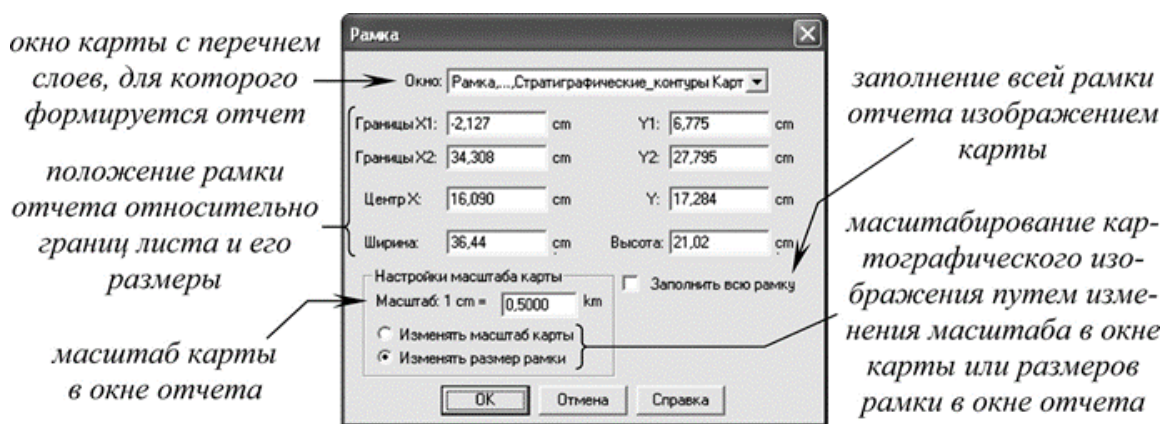 окно карты с перечнем
слоев, для которого
формируется отчет
положение рамки
отчета относительно
границ листа и его
размеры
масштаб карты
в окне отчета
Рамка
Окно: Рамка,...,Стратиграфические_контуры Карт
Границы X1: -2,127 cm Y1: 6,775 cm
Границы X2: 34,308 cm Y2: 27,795 cm
Центр X: 16,090 cm Y: 17,284 cm
Ширина: 36,44 cm Высота: 21,02 cm
Настройки масштаба карты
Заполнить всю рамку
Масштаб: 1 cm = 0,5000 km
Изменять масштаб карты
Изменять размер рамки
OK Отмена Справка
заполнение всей рамки
отчета изображением
карты
масштабирование кар-
тографического изо-
бражения путем изме-
нения масштаба в окне
карты или размеров
рамки в окне отчета